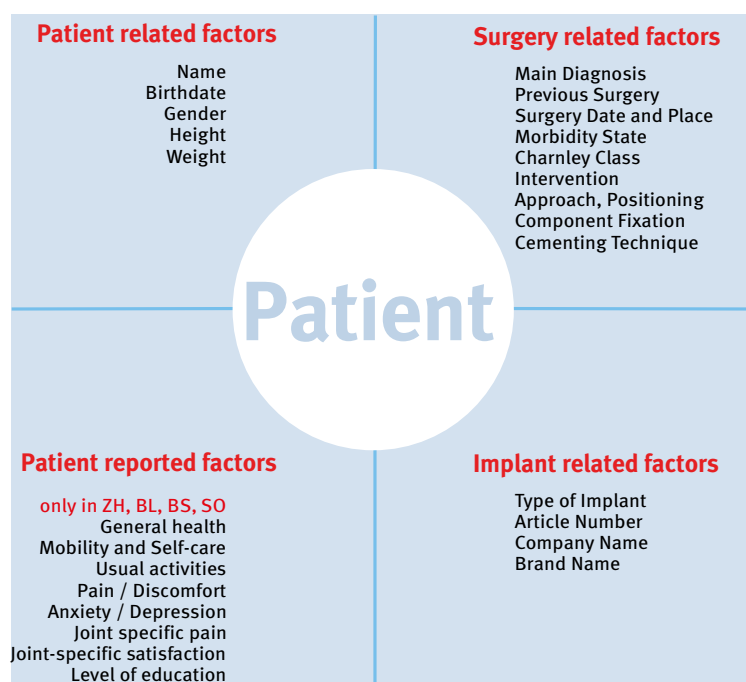 Patient related factors
Name
Birthdate
Gender
Height
Weight
Surgery related factors
Main Diagnosis
Previous Surgery
Surgery Date and Place
Morbidity State
Charnley Class
Intervention
Approach, Positioning
Component Fixation
Cementing Technique
Patient
Patient reported factors
only in ZH, BL, BS, SO
General health
Mobility and Self-care
Usual activities
Pain / Discomfort
Anxiety / Depression
Joint specific pain
Joint-specific satisfaction
Level of education
Implant related factors
Type of Implant
Article Number
Company Name
Brand Name